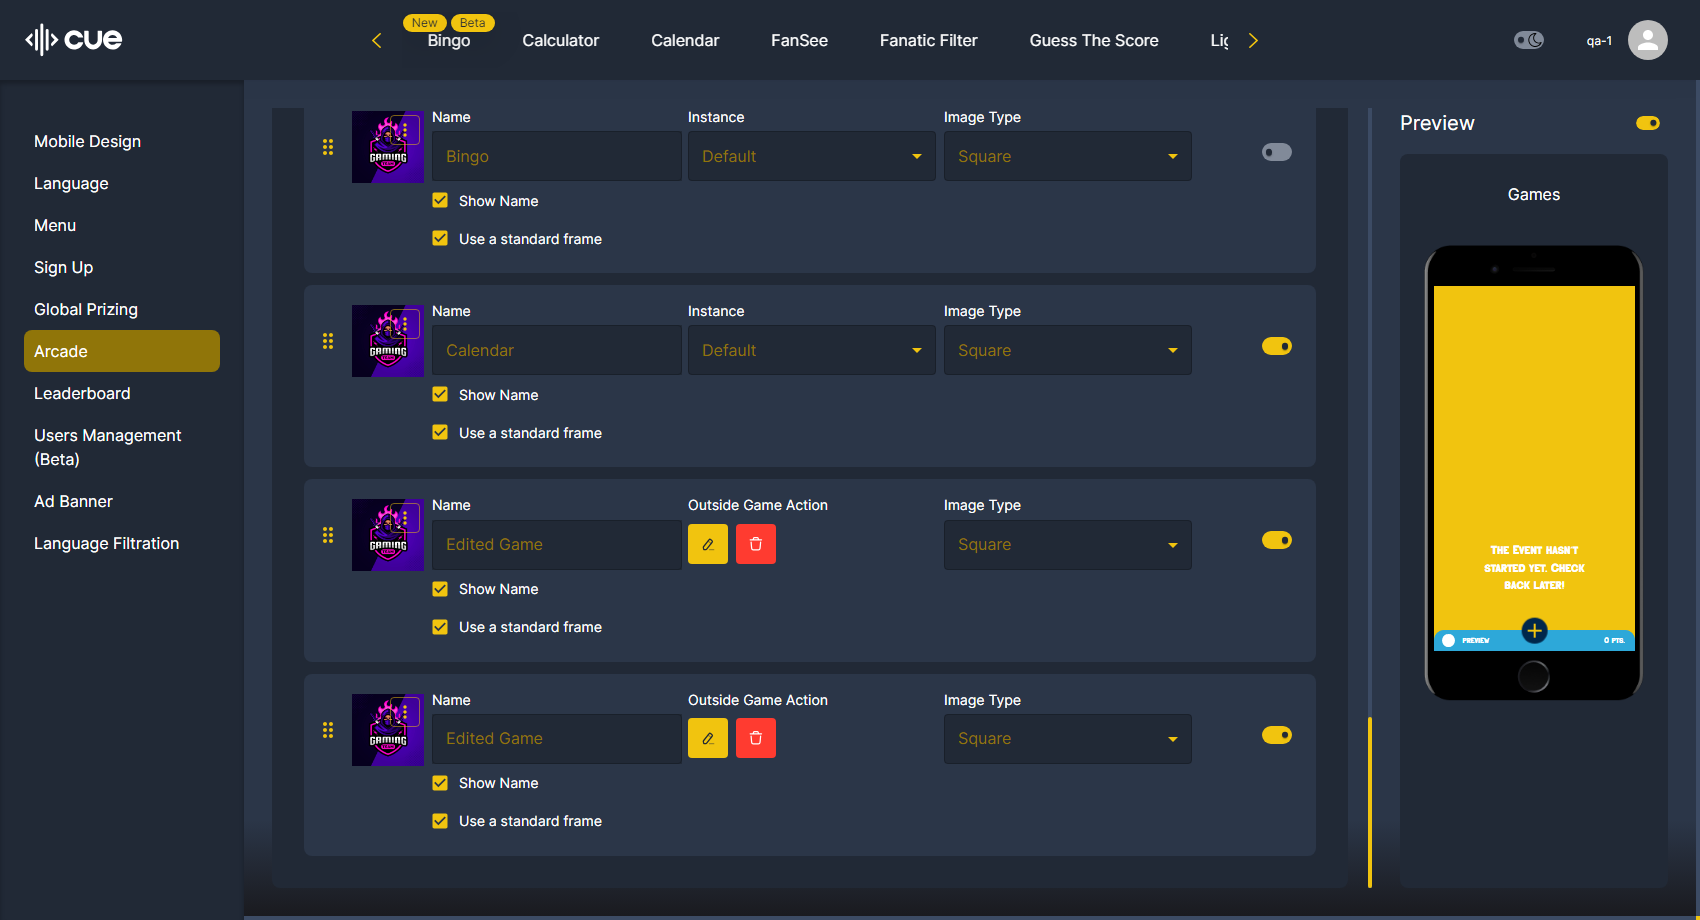 cue
New
Beta
Bingo
Calculator
Calendar
FanSee
Fanatic Filter
Guess The Score
Lig
qa-1
Mobile Design
Language
Menu
Sign Up
Global Prizing
Arcade
Leaderboard
Users Management
(Beta)
Ad Banner
Language Filtration
GAMING
Name
Instance
Image Type
Bingo
Default
Square
Show Name
Use a standard frame
GAMING
Name
Instance
Image Type
Calendar
Default
Square
Show Name
Use a standard frame
GAMING
Name
Outside Game Action
Image Type
Edited Game
Square
Show Name
Use a standard frame
GAMING
Name
Outside Game Action
Image Type
Edited Game
Square
Show Name
Use a standard frame
Preview
Games
The Event hasn't
started yet. Check
back later!
PREVIEW
0 PTS.